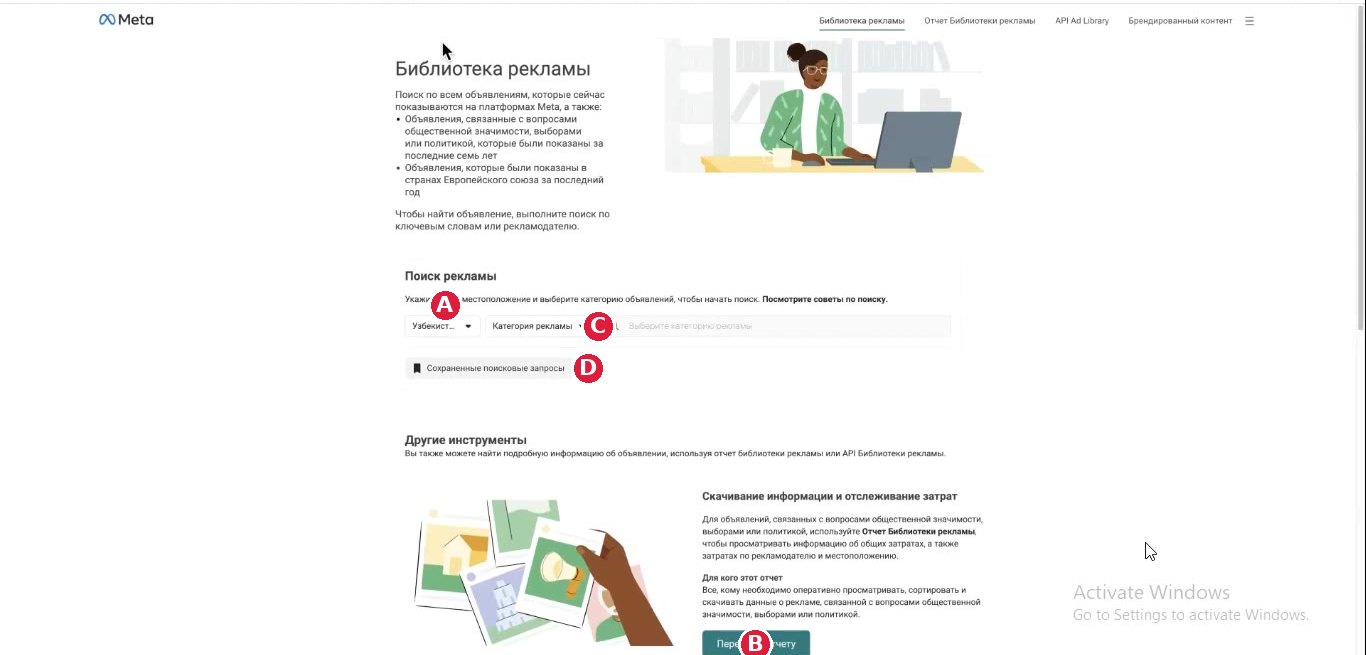 Meta
Библиотека рекламы
Отчет Библиотеки рекламы
API Ad Library
Брендированный контент
Библиотека рекламы
Поиск по всем объявлениям, которые сейчас
показываются на платформах Meta, а также:
• Объявления, связанные с вопросами
общественной значимости, выборами
или политикой, которые были показаны за
последние семь лет
• Объявления, которые были показаны в
странах Европейского союза за последний
год
Чтобы найти объявление, выполните поиск по
ключевым словам или рекламодателю.
Поиск рекламы
местоположение и выберите категорию объявлений, чтобы начать поиск. Посмотрите советы по поиску.
A
Узбекист...
Категория рекламы
C
Выберите категорию рекламы
Сохраненные поисковые запросы
D
Другие инструменты
Вы также можете найти подробную информацию об объявлении, используя отчет библиотеки рекламы или API Библиотеки рекламы.
Скачивание информации и отслеживание затрат
Для объявлений, связанных с вопросами общественной значимости,
выборами или политикой, используйте Отчет Библиотеки рекламы,
чтобы просматривать информацию об общих затратах, а также
затратах по рекламодателю и местоположению.
Для кого этот отчет
Все, кому необходимо оперативно просматривать, сортировать и
скачивать данные о рекламе, связанной с вопросами общественной
значимости, выборами или политикой.
B
Activate Windows
Go to Settings to activate Windows.